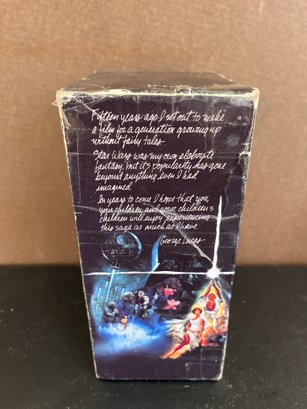 Fifteen years ago I set out to make
a film for a generation growing up
without fairy tales.
Star Wars was my own elaborate
fantasy, but its popularity has gone
beyond anything even I had
imagined.
In years to come I hope that you,
your children, and your children's
children will enjoy experiencing
this saga as much as I have.
George Lucas